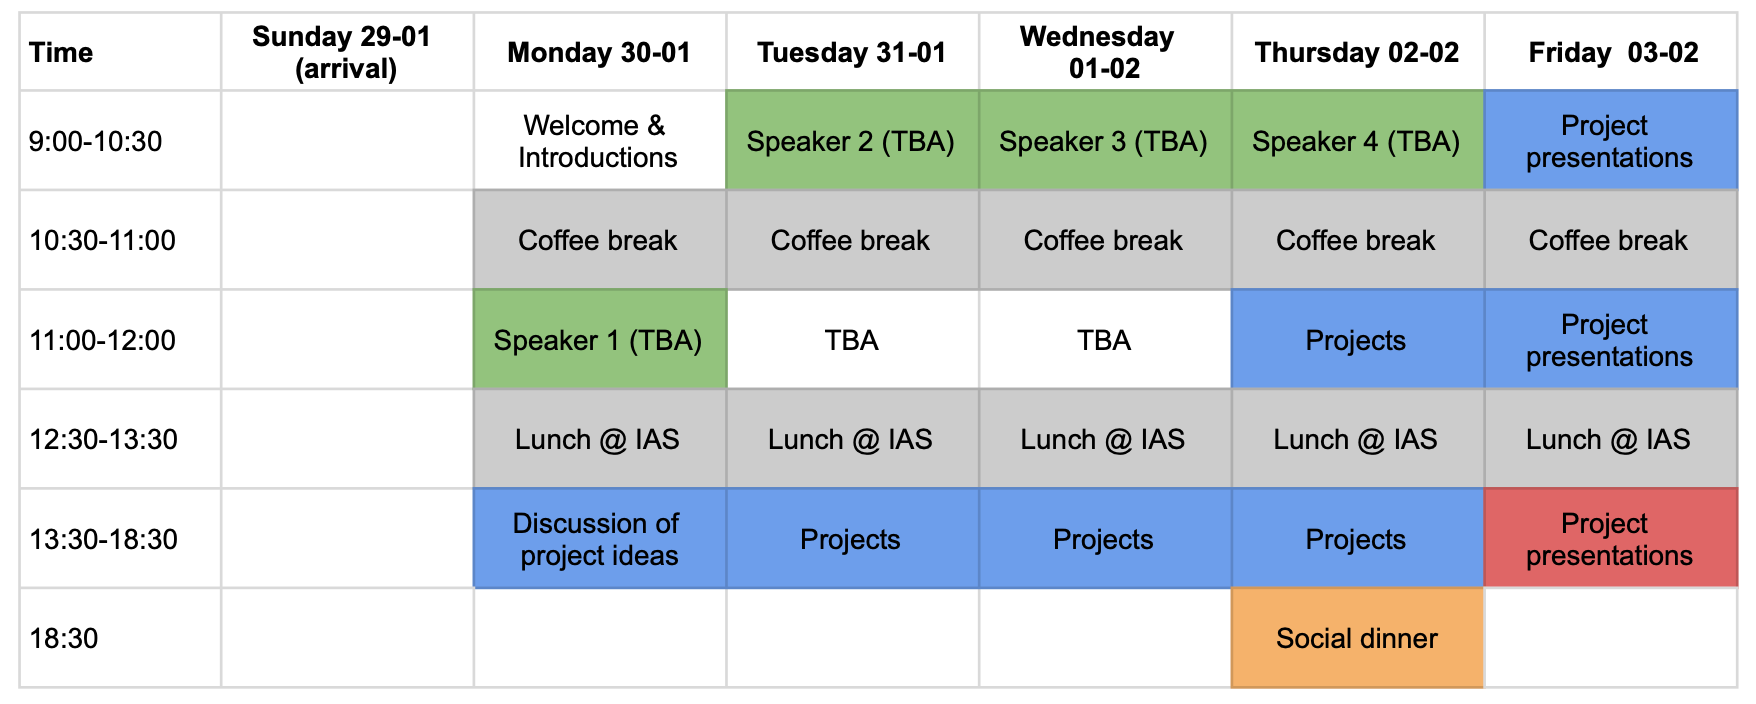 Time Sunday 29-01 (arrival) Monday 30-01 Tuesday 31-01 Wednesday 01-02 Thursday 02-02 Friday 03-02
9:00-10:30 Welcome & Introductions Speaker 2 (TBA) Speaker 3 (TBA) Speaker 4 (TBA) Project presentations
10:30-11:00 Coffee break Coffee break Coffee break Coffee break Coffee break
11:00-12:00 Speaker 1 (TBA) TBA TBA Projects Project presentations
12:30-13:30 Lunch @ IAS Lunch @ IAS Lunch @ IAS Lunch @ IAS Lunch @ IAS
13:30-18:30 Discussion of project ideas Projects Projects Projects Project presentations
18:30 Social dinner